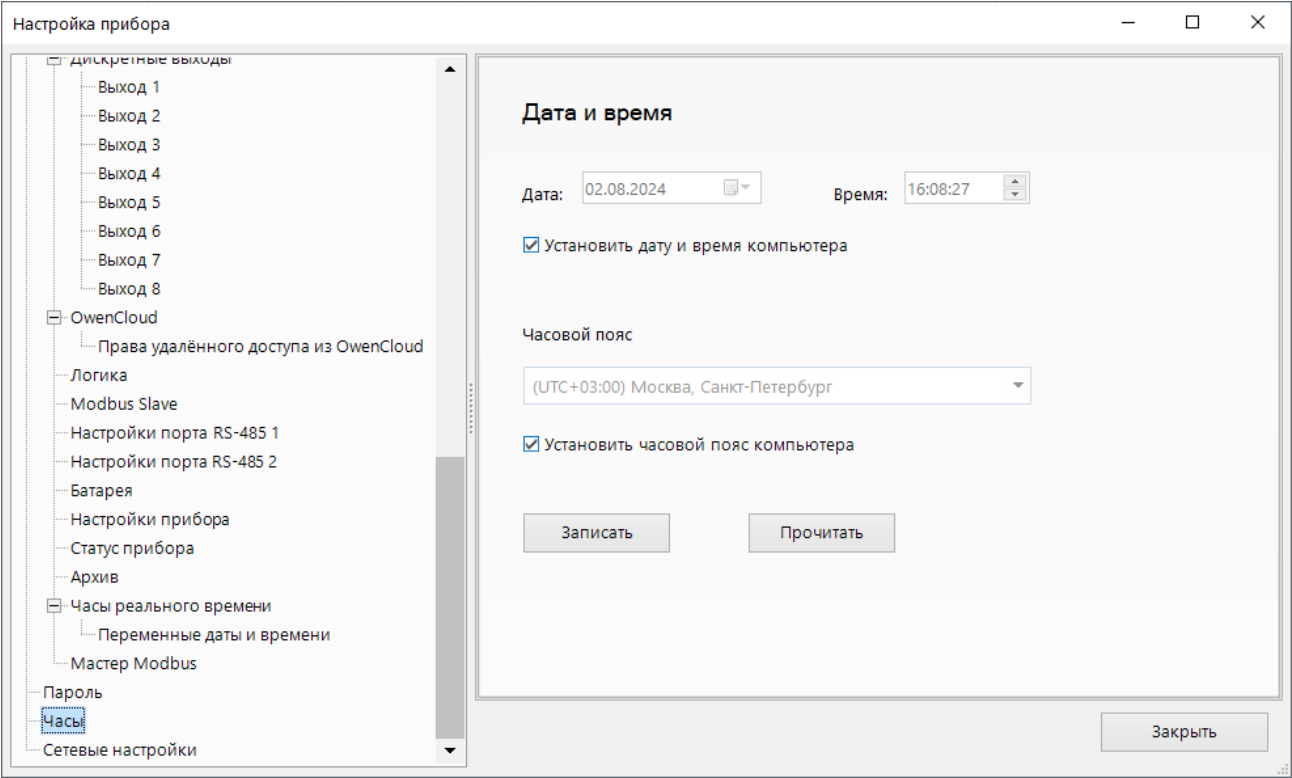 Настройка прибора
Дискретные выходы
Выход 1
Выход 2
Выход 3
Выход 4
Выход 5
Выход 6
Выход 7
Выход 8
OwenCloud
Права удалённого доступа из OwenCloud
Логика
Modbus Slave
Настройки порта RS-485 1
Настройки порта RS-485 2
Батарея
Настройки прибора
Статус прибора
Архив
Часы реального времени
Переменные даты и времени
Мастер Modbus
Пароль
Часы
Сетевые настройки
Дата и время
Дата: 02.08.2024 Время: 16:08:27
Установить дату и время компьютера
Часовой пояс
(UTC+03:00) Москва, Санкт-Петербург
Установить часовой пояс компьютера
Записать Прочитать
Закрыть